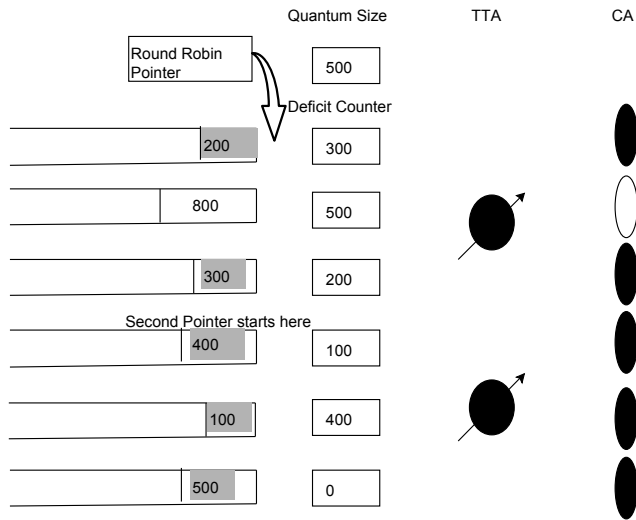 Quantum Size TTA CA
Round Robin
Pointer
500
Deficit Counter
200 300
800 500
300 200
Second Pointer starts here
400 100
100 400
500 0